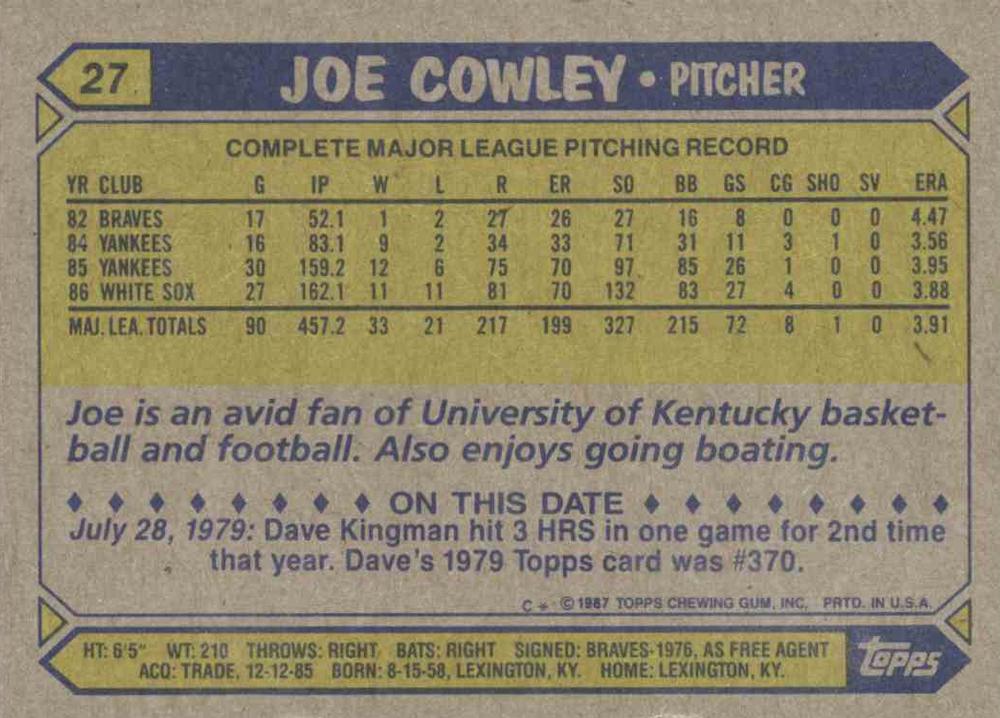 27 JOE COWLEY • PITCHER
COMPLETE MAJOR LEAGUE PITCHING RECORD
YR CLUB G IP W L R ER SO BB GS CG SHO SV ERA
82 BRAVES 17 52.1 1 2 27 26 27 16 8 0 0 0 4.47
84 YANKEES 16 83.1 9 2 34 33 71 31 11 3 1 0 3.56
85 YANKEES 30 159.2 12 6 75 70 97 85 26 1 0 0 3.95
86 WHITE SOX 27 162.1 11 11 81 70 132 83 27 4 0 0 3.88
MAJ. LEA. TOTALS 90 457.2 33 21 217 199 327 215 72 8 1 0 3.91
Joe is an avid fan of University of Kentucky basket-
ball and football. Also enjoys going boating.
♦ ♦ ♦ ♦ ♦ ♦ ♦ ♦ ON THIS DATE ♦ ♦ ♦ ♦ ♦ ♦ ♦ ♦
July 28, 1979: Dave Kingman hit 3 HRS in one game for 2nd time
that year. Dave's 1979 Topps card was #370.
C * © 1987 TOPPS CHEWING GUM, INC. PRTD. IN U.S.A.
HT: 6'5" WT: 210 THROWS: RIGHT BATS: RIGHT SIGNED: BRAVES-1976, AS FREE AGENT
ACQ: TRADE, 12-12-85 BORN: 8-15-58, LEXINGTON, KY. HOME: LEXINGTON, KY.
Topps